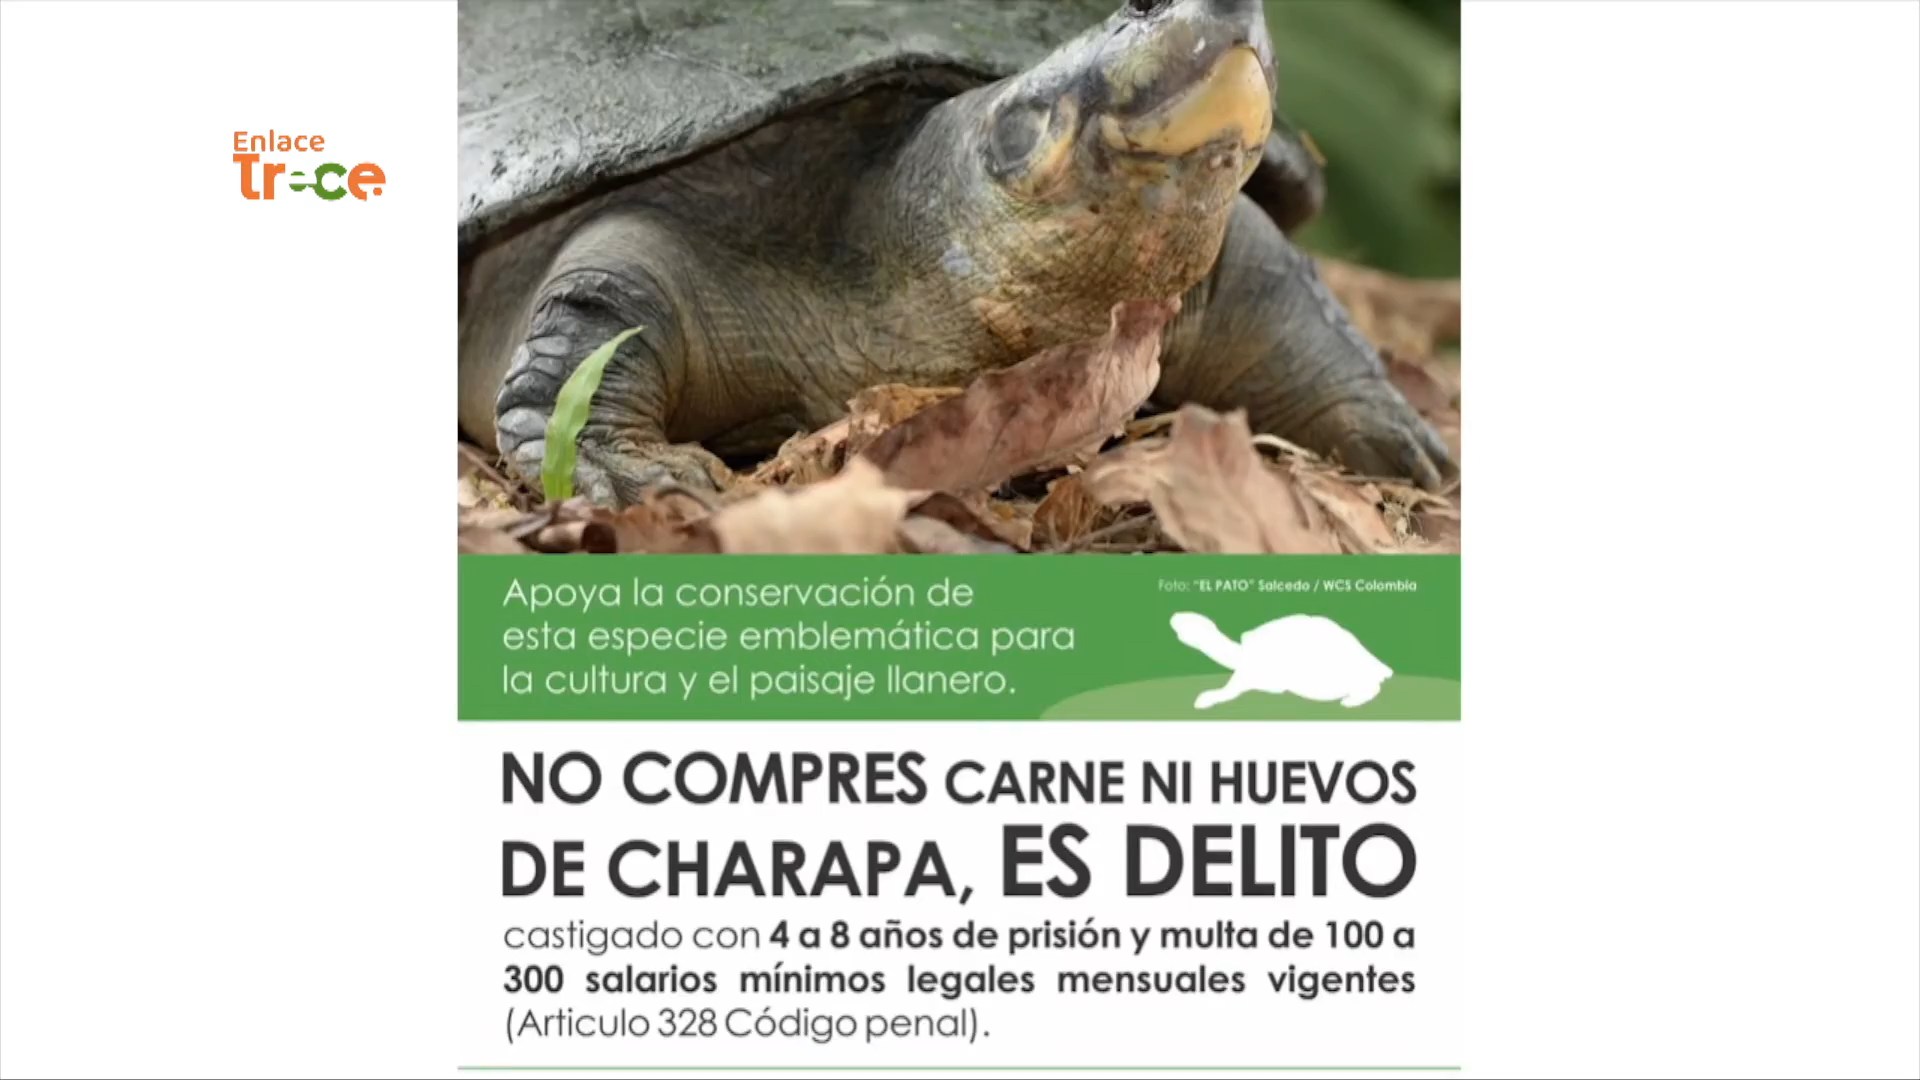 Enlace
trece
Apoya la conservación de
esta especie emblemática para
la cultura y el paisaje llanero.
Foto: "EL PATO" Salcedo / WCS Colombia
NO COMPRES CARNE NI HUEVOS
DE CHARAPA, ES DELITO
castigado con 4 a 8 años de prisión y multa de 100 a
300 salarios mínimos legales mensuales vigentes
(Articulo 328 Código penal).